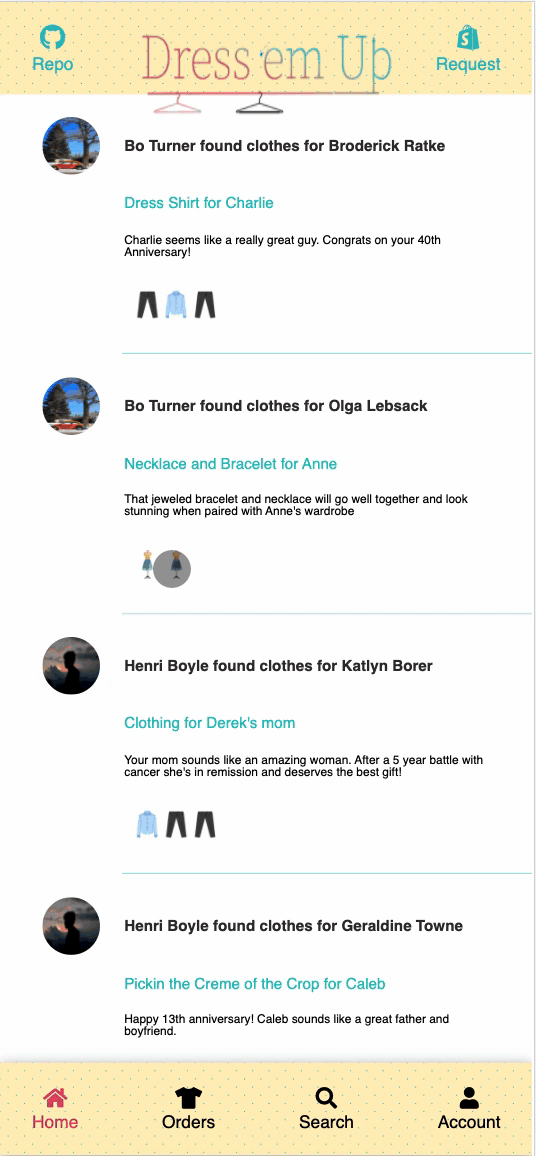 Repo
Dress em Up
Request
Bo Turner found clothes for Broderick Ratke
Dress Shirt for Charlie
Charlie seems like a really great guy. Congrats on your 40th
Anniversary!
Bo Turner found clothes for Olga Lebsack
Necklace and Bracelet for Anne
That jeweled bracelet and necklace will go well together and look
stunning when paired with Anne's wardrobe
Henri Boyle found clothes for Katlyn Borer
Clothing for Derek's mom
Your mom sounds like an amazing woman. After a 5 year battle with
cancer she's in remission and deserves the best gift!
Henri Boyle found clothes for Geraldine Towne
Pickin the Creme of the Crop for Caleb
Happy 13th anniversary! Caleb sounds like a great father and
boyfriend.
Home
Orders
Search
Account